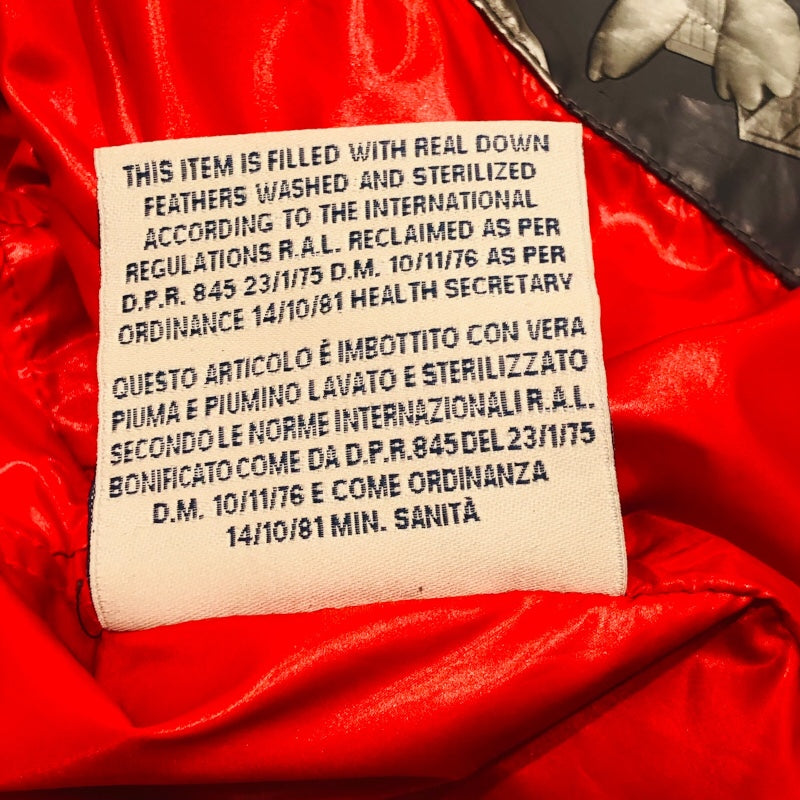 THIS ITEM IS FILLED WITH REAL DOWN
FEATHERS WASHED AND STERILIZED
ACCORDING TO THE INTERNATIONAL
REGULATIONS R.A.L. RECLAIMED AS PER
D.P.R. 845 23/1/75 D.M. 10/11/76 AS PER
ORDINANCE 14/10/81 HEALTH SECRETARY
QUESTO ARTICOLO È IMBOTTITO CON VERA
PIUMA E PIUMINO LAVATO E STERILIZZATO
SECONDO LE NORME INTERNAZIONALI R.A.L.
BONIFICATO COME DA D.P.R.845 DEL 23/1/75
D.M. 10/11/76 E COME ORDINANZA
14/10/81 MIN. SANITÀ